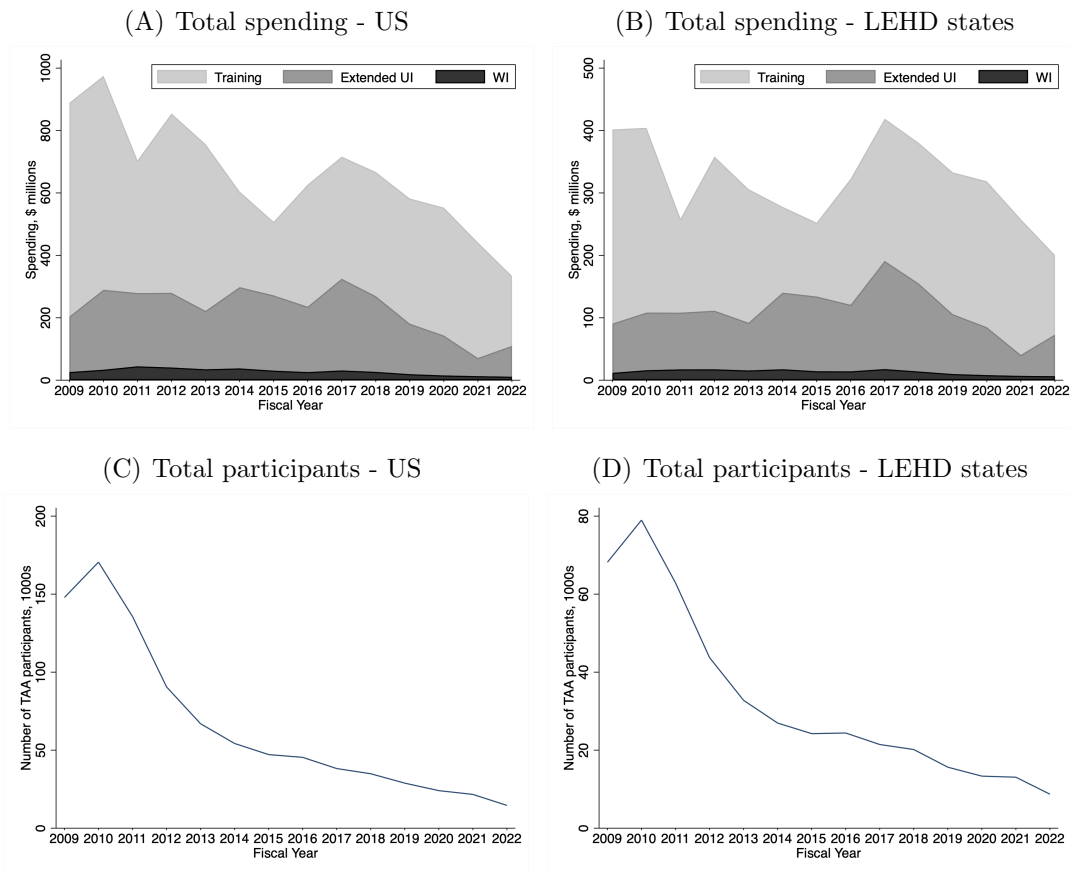 (A) Total spending - US
Training Extended UI WI
Spending, $ millions
1000
800
600
400
200
0
2009 2010 2011 2012 2013 2014 2015 2016 2017 2018 2019 2020 2021 2022
Fiscal Year
(B) Total spending - LEHD states
Training Extended UI WI
Spending, $ millions
500
400
300
200
100
0
2009 2010 2011 2012 2013 2014 2015 2016 2017 2018 2019 2020 2021 2022
Fiscal Year
(C) Total participants - US
Number of TAA participants, 1000s
200
150
100
50
0
2009 2010 2011 2012 2013 2014 2015 2016 2017 2018 2019 2020 2021 2022
Fiscal Year
(D) Total participants - LEHD states
Number of TAA participants, 1000s
80
60
40
20
0
2009 2010 2011 2012 2013 2014 2015 2016 2017 2018 2019 2020 2021 2022
Fiscal Year